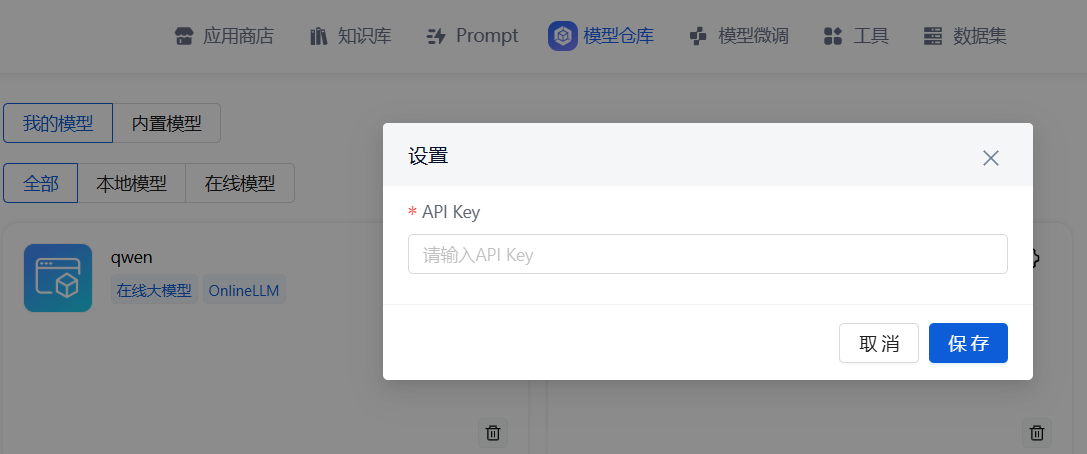 应用商店 知识库 Prompt 模型仓库 模型微调 工具 数据集
我的模型 内置模型
全部 本地模型 在线模型
qwen
在线大模型 OnlineLLM
设置
* API Key
请输入API Key
取消 保存